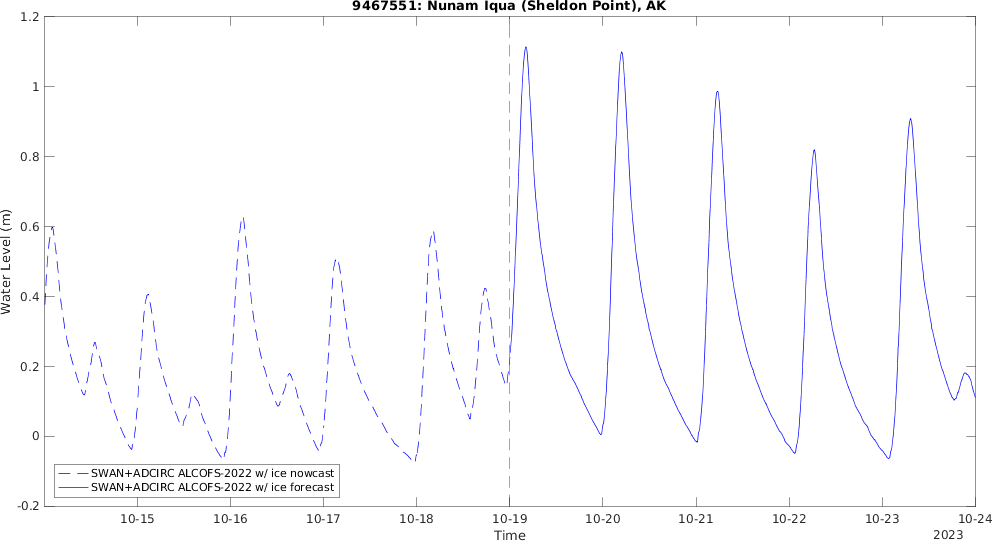 9467551: Nunam Iqua (Sheldon Point), AK
1.2
1
0.8
0.6
0.4
0.2
0
-0.2
Water Level (m)
SWAN+ADCIRC ALCOFS-2022 w/ ice nowcast
SWAN+ADCIRC ALCOFS-2022 w/ ice forecast
10-15 10-16 10-17 10-18 10-19 10-20 10-21 10-22 10-23 10-24
Time
2023